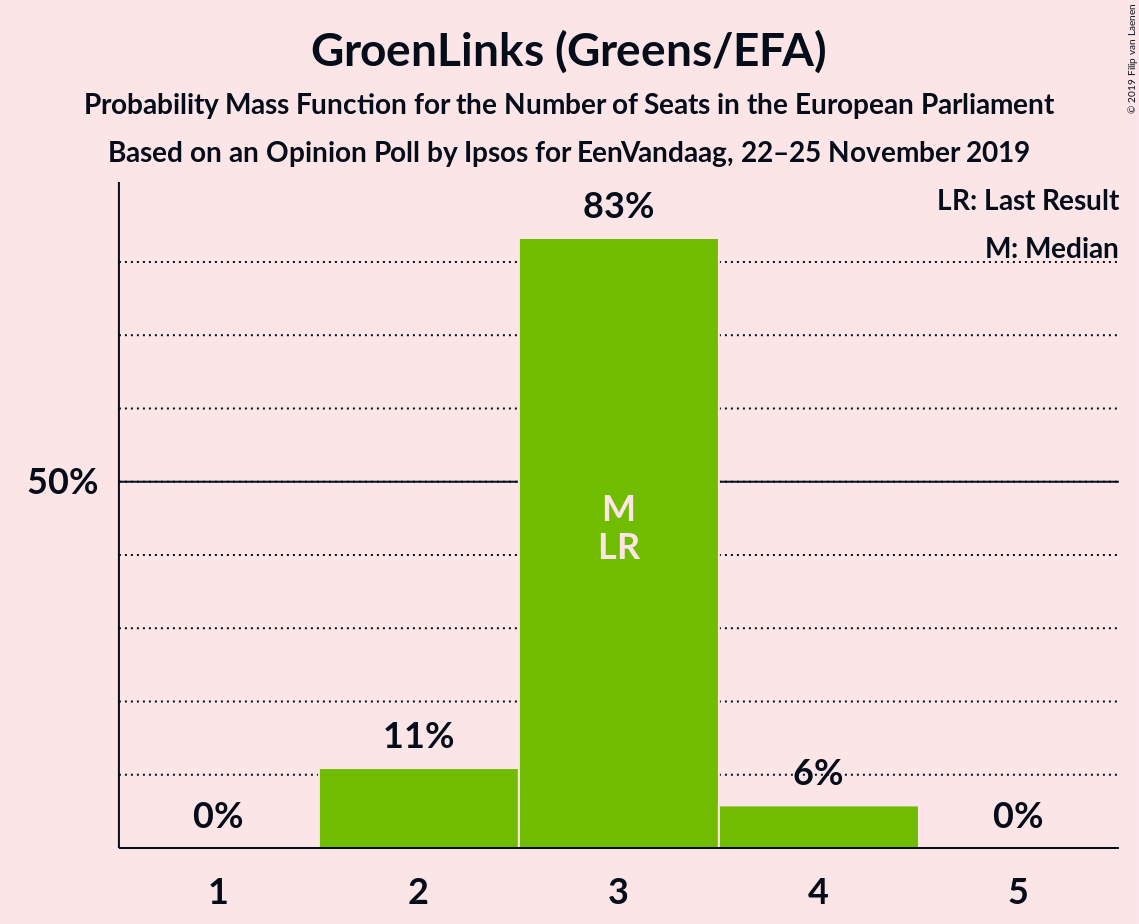 GroenLinks (Greens/EFA)
Probability Mass Function for the Number of Seats in the European Parliament
Based on an Opinion Poll by Ipsos for EenVandaag, 22–25 November 2019
© 2019 Filip van Laenen
LR: Last Result
M: Median
83%
50%
M
LR
11%
6%
0%
0%
1
2
3
4
5